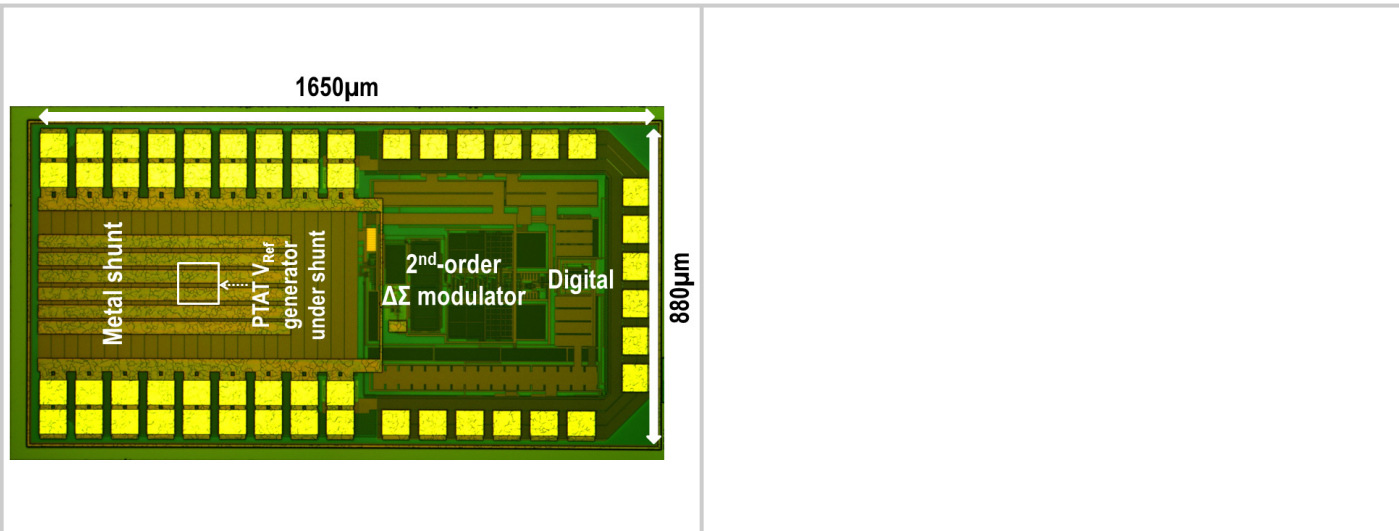 1650µm
Metal shunt
PTAT VRef
generator
under shunt
2nd-order
ΔΣ modulator
Digital
880µm